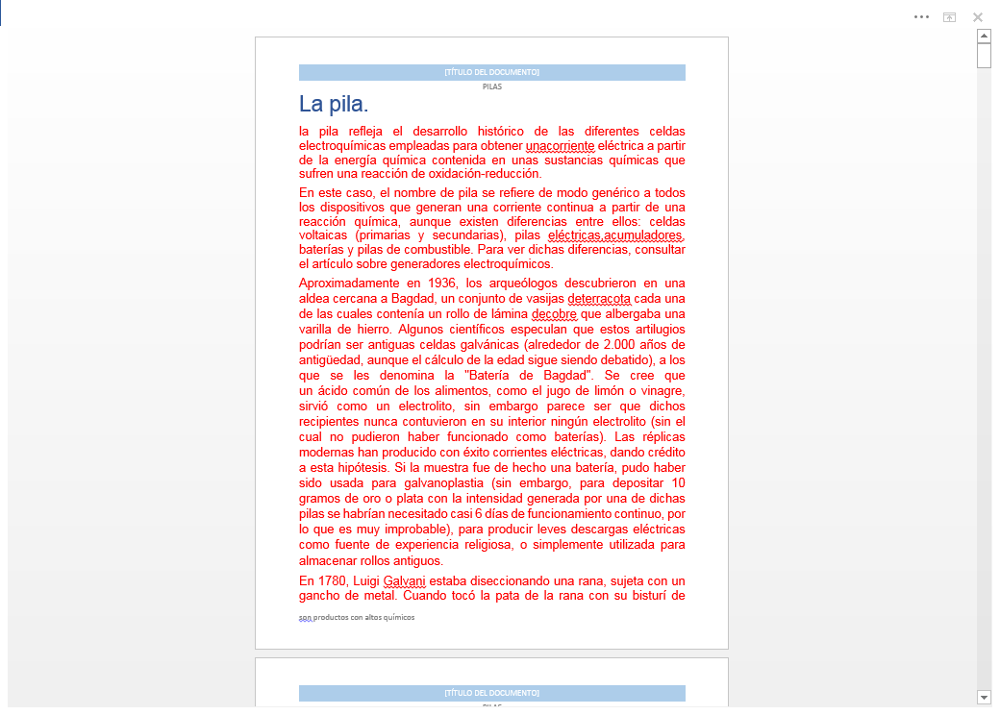 [TÍTULO DEL DOCUMENTO]
PILAS
La pila.
la pila refleja el desarrollo histórico de las diferentes celdas
electroquímicas empleadas para obtener unacorriente eléctrica a partir
de la energía química contenida en unas sustancias químicas que
sufren una reacción de oxidación-reducción.
En este caso, el nombre de pila se refiere de modo genérico a todos
los dispositivos que generan una corriente continua a partir de una
reacción química, aunque existen diferencias entre ellos: celdas
voltaicas (primarias y secundarias), pilas eléctricas,acumuladores,
baterías y pilas de combustible. Para ver dichas diferencias, consultar
el artículo sobre generadores electroquímicos.
Aproximadamente en 1936, los arqueólogos descubrieron en una
aldea cercana a Bagdad, un conjunto de vasijas deterracota cada una
de las cuales contenía un rollo de lámina decobre que albergaba una
varilla de hierro. Algunos científicos especulan que estos artilugios
podrían ser antiguas celdas galvánicas (alrededor de 2.000 años de
antigüedad, aunque el cálculo de la edad sigue siendo debatido), a los
que se les denomina la "Batería de Bagdad". Se cree que
un ácido común de los alimentos, como el jugo de limón o vinagre,
sirvió como un electrolito, sin embargo parece ser que dichos
recipientes nunca contuvieron en su interior ningún electrolito (sin el
cual no pudieron haber funcionado como baterías). Las réplicas
modernas han producido con éxito corrientes eléctricas, dando crédito
a esta hipótesis. Si la muestra fue de hecho una batería, pudo haber
sido usada para galvanoplastia (sin embargo, para depositar 10
gramos de oro o plata con la intensidad generada por una de dichas
pilas se habrían necesitado casi 6 días de funcionamiento continuo, por
lo que es muy improbable), para producir leves descargas eléctricas
como fuente de experiencia religiosa, o simplemente utilizada para
almacenar rollos antiguos.
En 1780, Luigi Galvani estaba diseccionando una rana, sujeta con un
gancho de metal. Cuando tocó la pata de la rana con su bisturí de
son productos con altos químicos
[TÍTULO DEL DOCUMENTO]
PILAS